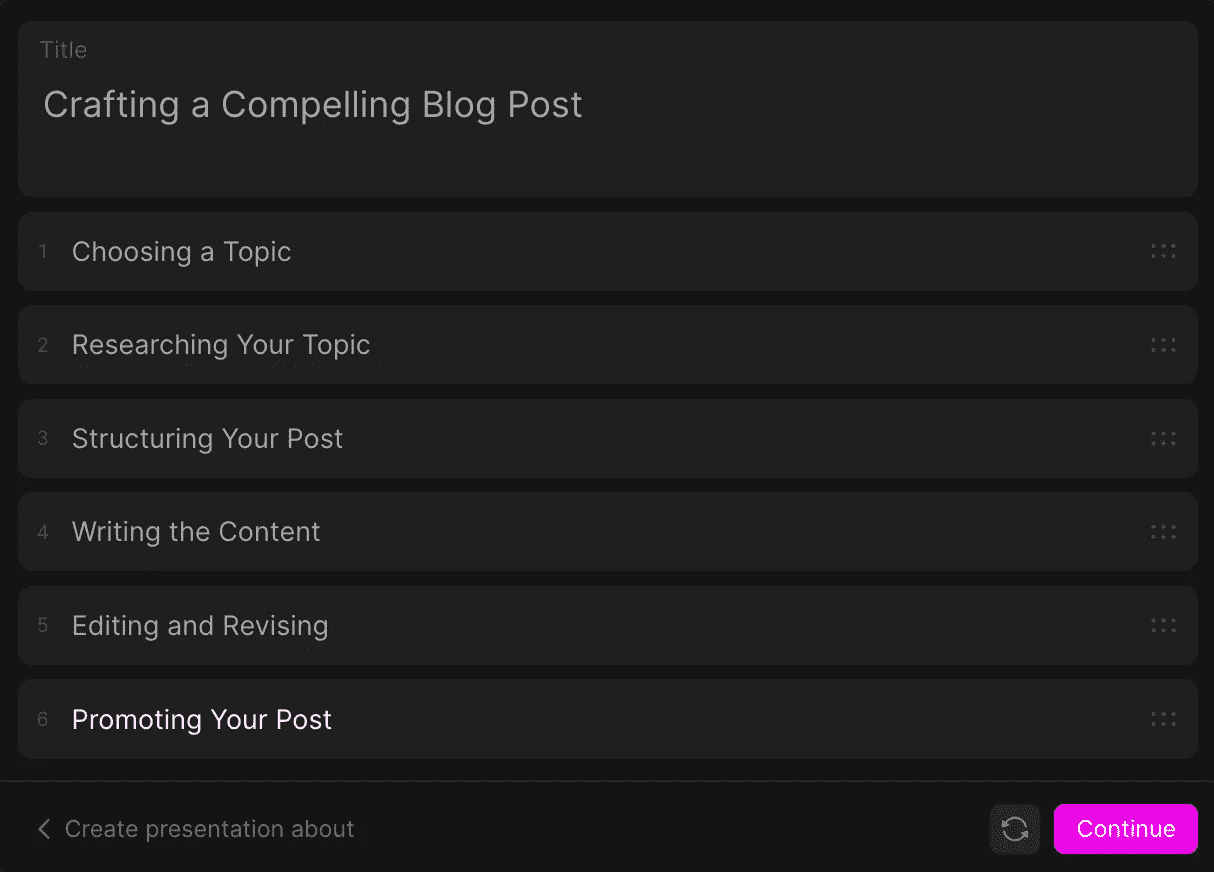 Title
Crafting a Compelling Blog Post
1 Choosing a Topic
2 Researching Your Topic
3 Structuring Your Post
4 Writing the Content
5 Editing and Revising
6 Promoting Your Post
Create presentation about
Continue